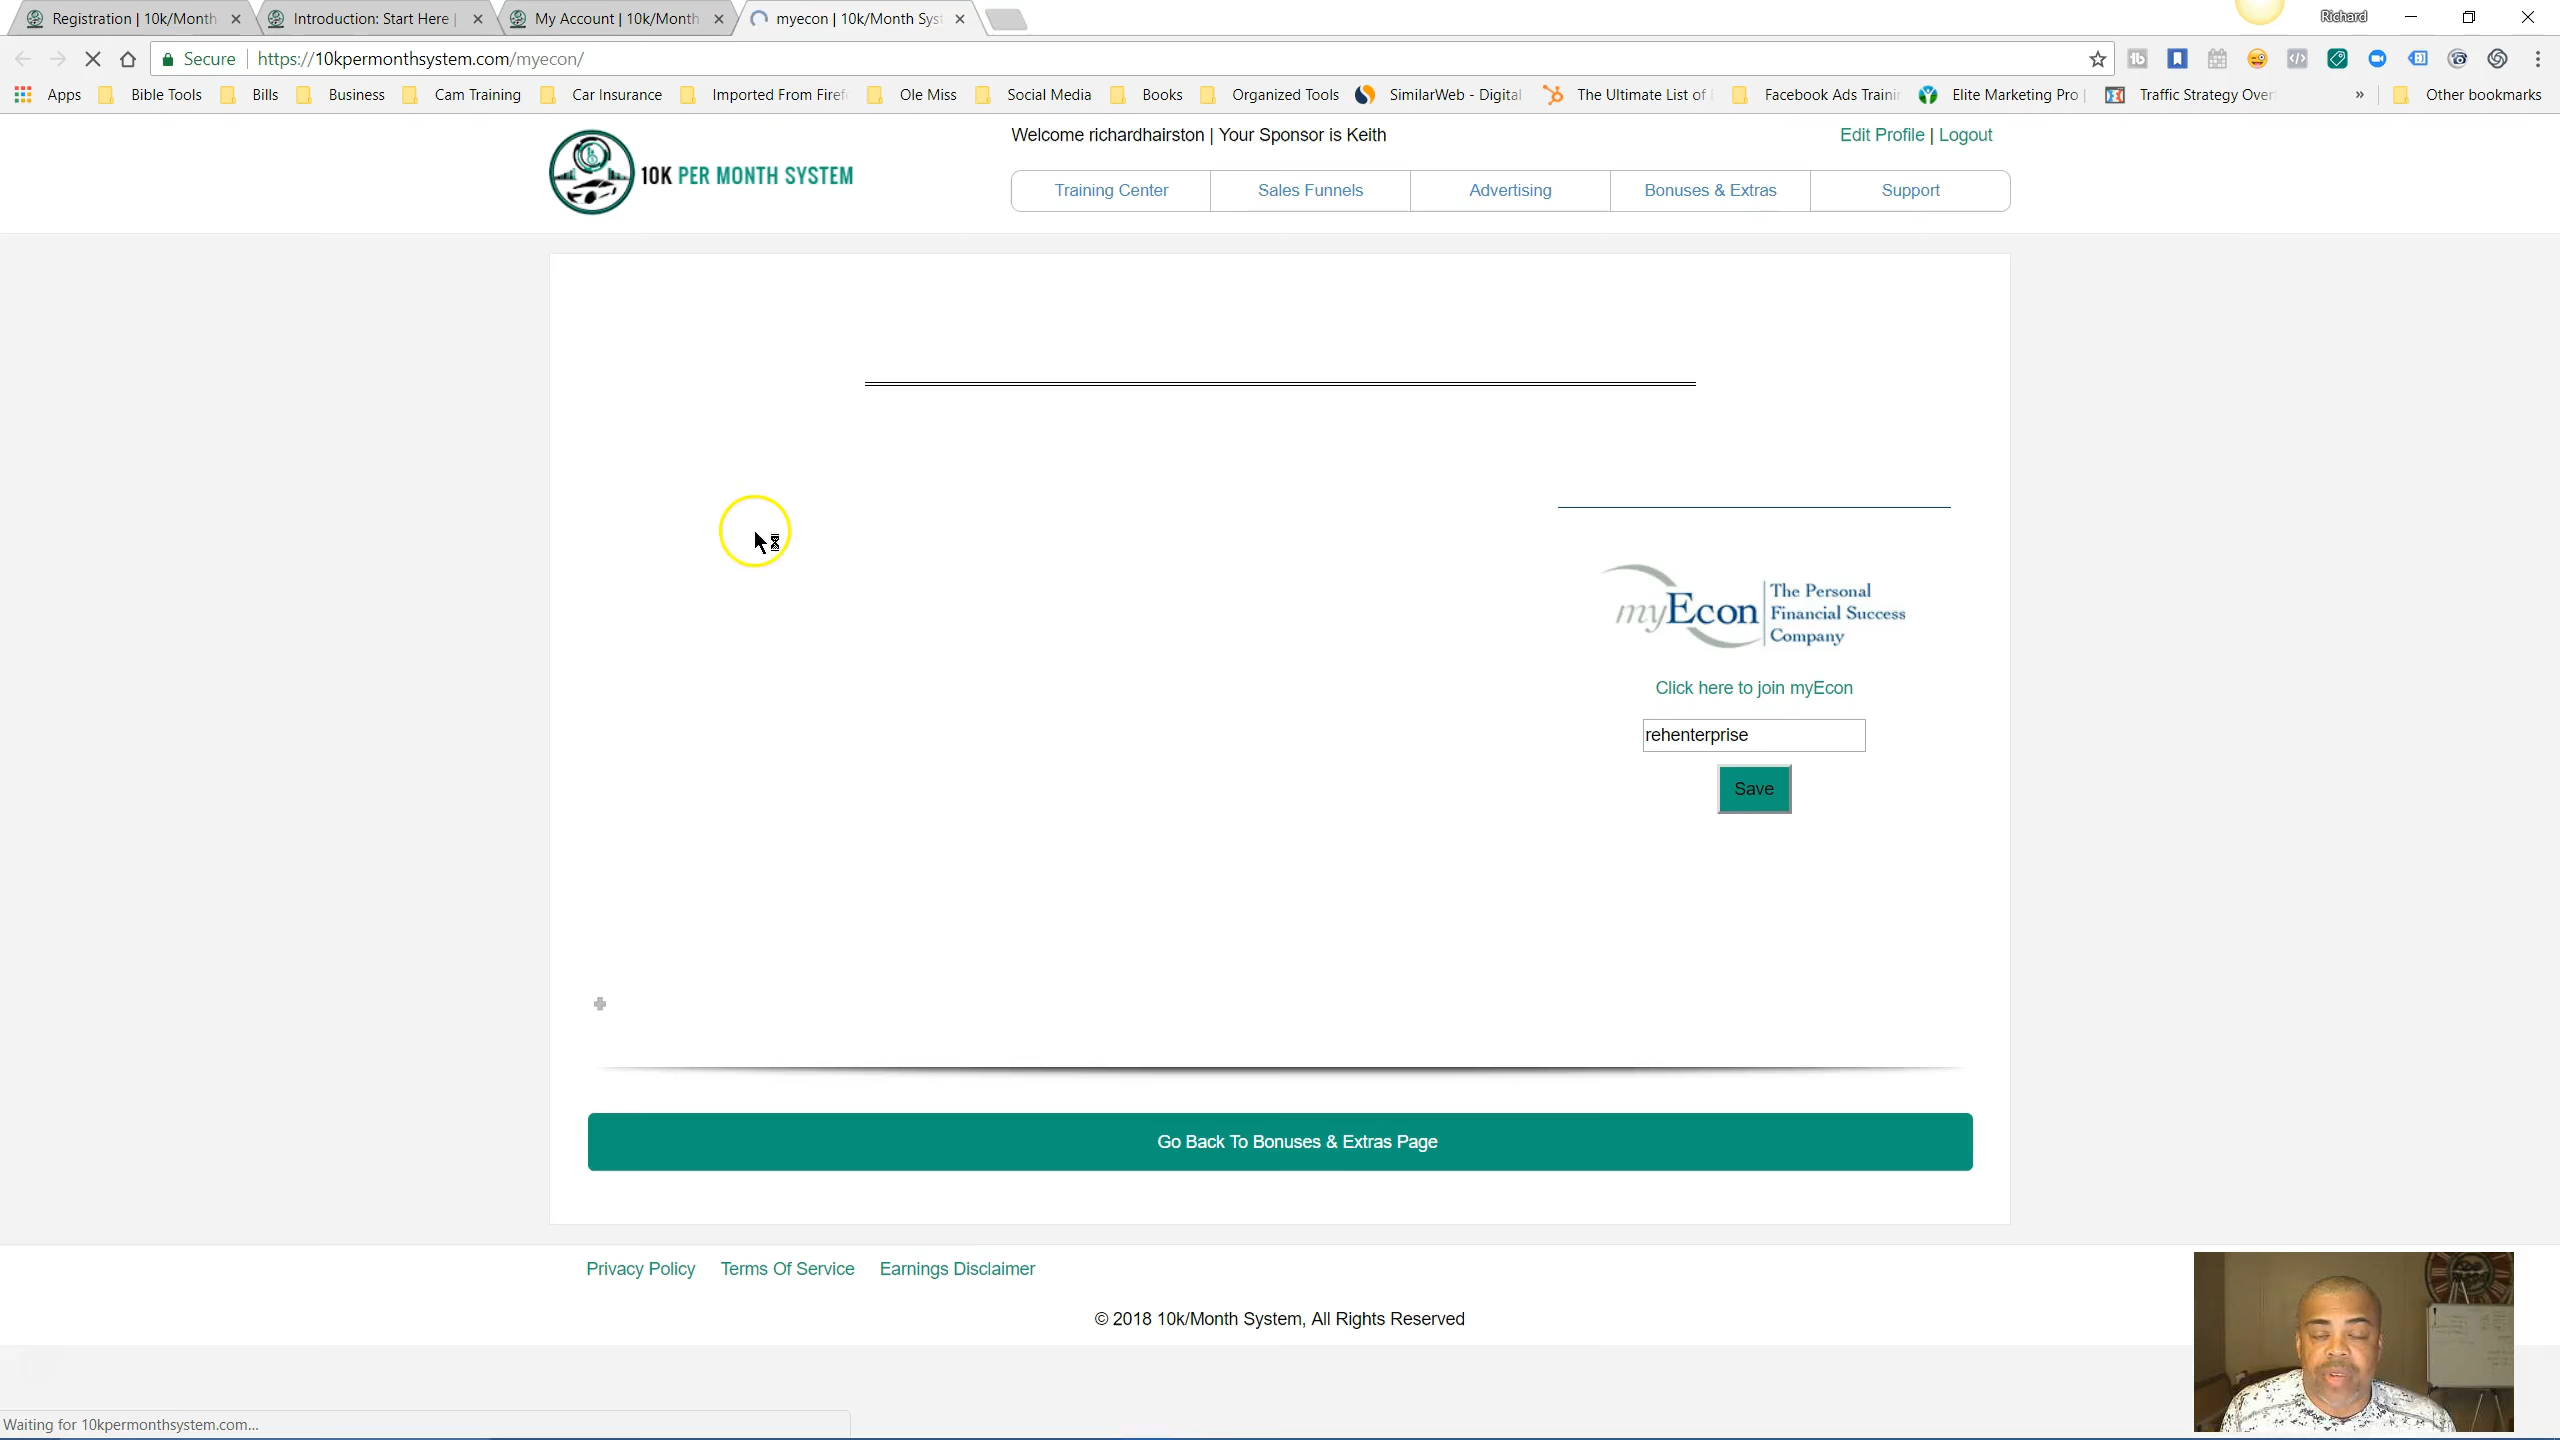 Registration | 10k/Month
Introduction: Start Here |
My Account | 10k/Month
myecon | 10k/Month Syst
Richard
Secure
https://10kpermonthsystem.com/myecon/
Apps
Bible Tools
Bills
Business
Cam Training
Car Insurance
Imported From Firef
Ole Miss
Social Media
Books
Organized Tools
SimilarWeb - Digital
The Ultimate List of
Facebook Ads Traini
Elite Marketing Pro |
Traffic Strategy Over
»
Other bookmarks
10K PER MONTH SYSTEM
Welcome richardhairston | Your Sponsor is Keith
Edit Profile | Logout
Training Center
Sales Funnels
Advertising
Bonuses & Extras
Support
myEcon
The Personal
Financial Success
Company
Click here to join myEcon
rehenterprise
Save
Go Back To Bonuses & Extras Page
Privacy Policy
Terms Of Service
Earnings Disclaimer
© 2018 10k/Month System, All Rights Reserved
Waiting for 10kpermonthsystem.com...